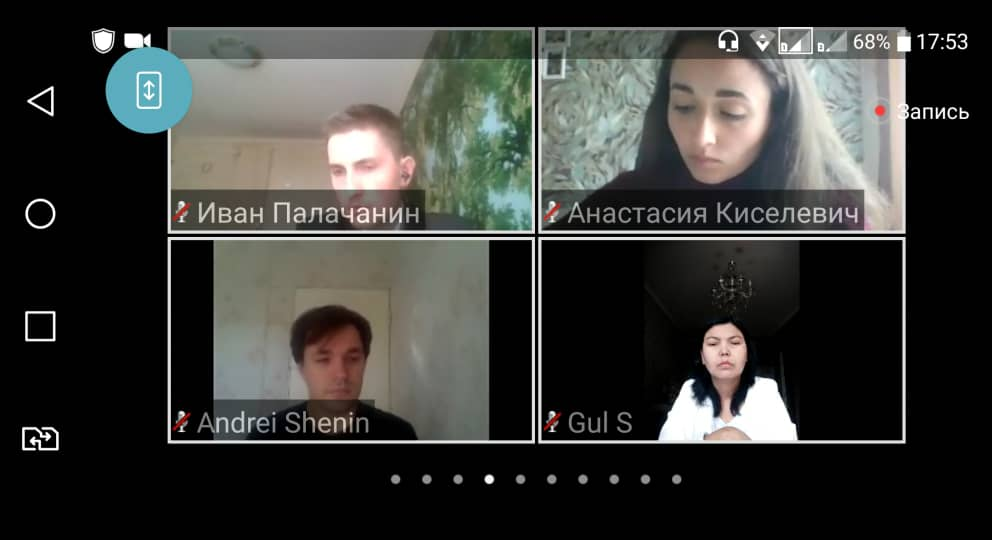 68% 17:53
Запись
Иван Палачанин
Анастасия Киселевич
Andrei Shenin
Gul S